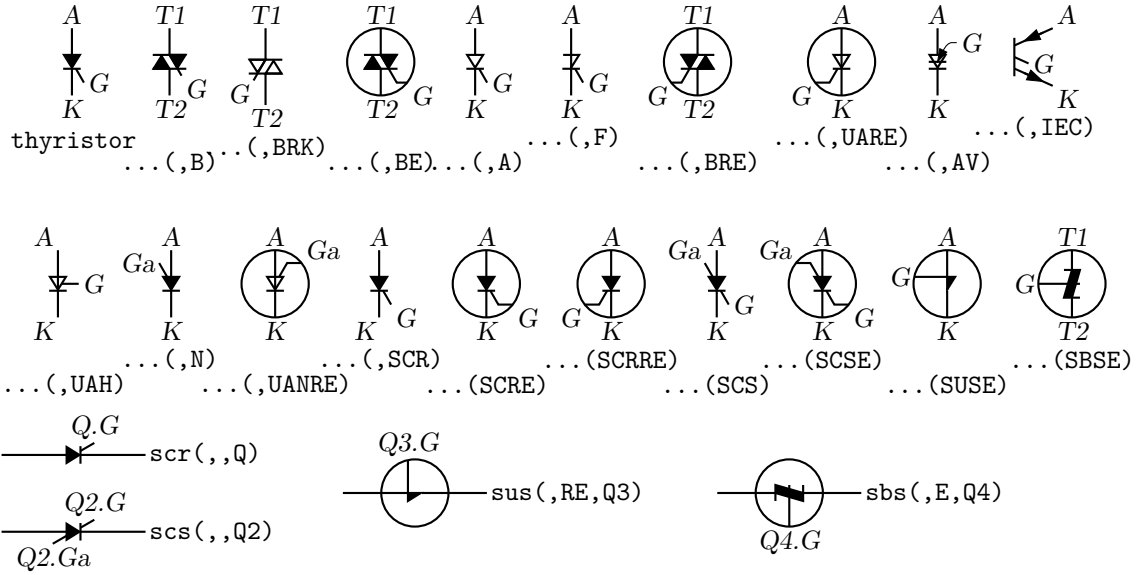 A T1 T1 A T1 A A T1 A A A
G G G G G G G G G G G
K T2 T2 T2 K K T2 K K K
thyristor ...(,B) ..(,BRK) ...(,BE) ...(,A) ...(,F) ...(,BRE) ...(,UARE) ...(,AV) ...(,IEC)
A A A A A A A A A T1
G Ga Ga G G G Ga G Ga G G G
K K K K K K K K K T2
...(,UAH) ...(,N) ...(,UANRE) ...(,SCR) ...(SCRE) ...(SCRRE) ...(SCS) ...(SCSE) ...(SUSE) ...(SBSE)
Q.G
scr(,,Q)
Q2.G
scs(,,Q2)
Q2.Ga
Q3.G
sus(,RE,Q3)
sbs(,E,Q4)
Q4.G